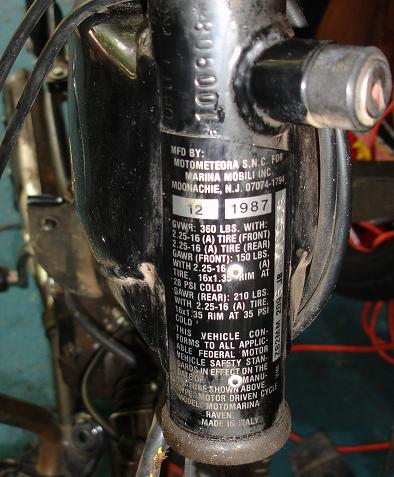 100908
MFD BY:
MOTOMETEORA S.N.C. FOR
MARINA MOBILI INC.
MOONACHIE, N.J. 07074-1794
12 1987
GVWR: 360 LBS. WITH:
2.25-16 (A) TIRE (FRONT)
2.25-16 (A) TIRE (REAR)
GAWR (FRONT): 150 LBS.
WITH 2.25-16 (A)
TIRE, 16x1.35 RIM AT
28 PSI COLD
GAWR (REAR): 210 LBS.
WITH 2.25-16 (A) TIRE.
16x1.35 RIM AT 35 PSI
COLD
THIS VEHICLE CON-
FORMS TO ALL APPLIC-
ABLE FEDERAL MOTOR
VEHICLE SAFETY STAN-
DARDS IN EFFECT ON THE
MANU-
SHOWN ABOVE.
TYPE: MOTOR DRIVEN CYCLE
MODEL: MOTOMARINA
RAVEN.
MADE IN ITALY